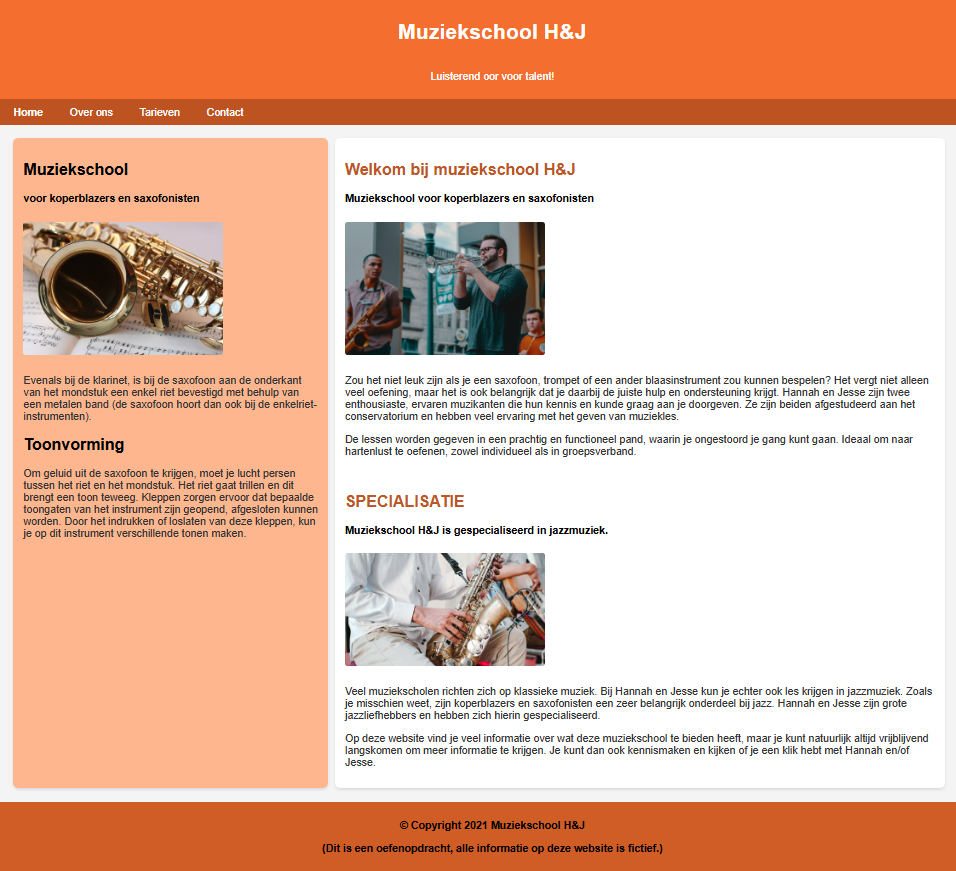 Muziekschool H&J
Luisterend oor voor talent!
Home Over ons Tarieven Contact
Muziekschool
voor koperblazers en saxofonisten
Evenals bij de klarinet, is bij de saxofoon aan de onderkant
van het mondstuk een enkel riet bevestigd met behulp van
een metalen band (de saxofoon hoort dan ook bij de enkelriet-
instrumenten).
Toonvorming
Om geluid uit de saxofoon te krijgen, moet je lucht persen
tussen het riet en het mondstuk. Het riet gaat trillen en dit
brengt een toon teweeg. Kleppen zorgen ervoor dat bepaalde
toongaten van het instrument zijn geopend, afgesloten kunnen
worden. Door het indrukken of loslaten van deze kleppen, kun
je op dit instrument verschillende tonen maken.
Welkom bij muziekschool H&J
Muziekschool voor koperblazers en saxofonisten
Zou het niet leuk zijn als je een saxofoon, trompet of een ander blaasinstrument zou kunnen bespelen? Het vergt niet alleen
veel oefening, maar het is ook belangrijk dat je daarbij de juiste hulp en ondersteuning krijgt. Hannah en Jesse zijn twee
enthousiaste, ervaren muzikanten die hun kennis en kunde graag aan je doorgeven. Ze zijn beiden afgestudeerd aan het
conservatorium en hebben veel ervaring met het geven van muziekles.
De lessen worden gegeven in een prachtig en functioneel pand, waarin je ongestoord je gang kunt gaan. Ideaal om naar
hartenlust te oefenen, zowel individueel als in groepsverband.
SPECIALISATIE
Muziekschool H&J is gespecialiseerd in jazzmuziek.
Veel muziekscholen richten zich op klassieke muziek. Bij Hannah en Jesse kun je echter ook les krijgen in jazzmuziek. Zoals
je misschien weet, zijn koperblazers en saxofonisten een zeer belangrijk onderdeel bij jazz. Hannah en Jesse zijn grote
jazzliefhebbers en hebben zich hierin gespecialiseerd.
Op deze website vind je veel informatie over wat deze muziekschool te bieden heeft, maar je kunt natuurlijk altijd vrijblijvend
langskomen om meer informatie te krijgen. Je kunt dan ook kennismaken en kijken of je een klik hebt met Hannah en/of
Jesse.
© Copyright 2021 Muziekschool H&J
(Dit is een oefenopdracht, alle informatie op deze website is fictief.)